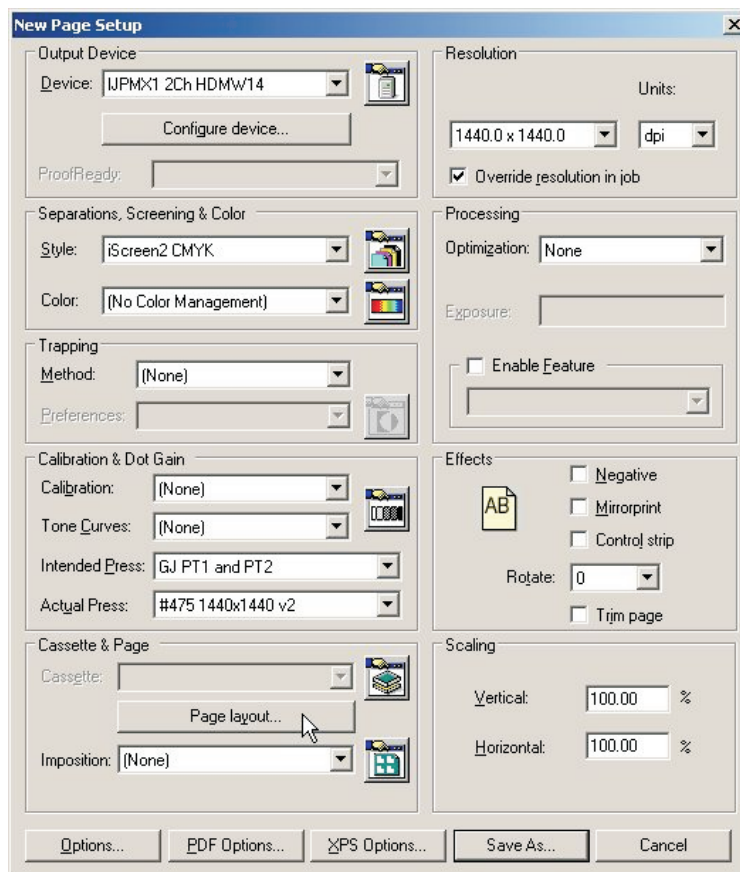 New Page Setup
Output Device
Device: IJPMX1 2Ch HDMW14
Configure device...
ProofReady:
Resolution
Units:
1440.0 x 1440.0 dpi
Override resolution in job
Separations, Screening & Color
Style: iScreen2 CMYK
Color: (No Color Management)
Processing
Optimization: None
Exposure:
Enable Feature
Trapping
Method: (None)
Preferences:
Calibration & Dot Gain
Calibration: (None)
Tone Curves: (None)
Intended Press: GJ PT1 and PT2
Actual Press: #475 1440x1440 v2
Effects
AB
Negative
Mirrorprint
Control strip
Rotate: 0
Trim page
Cassette & Page
Cassette:
Page layout...
Imposition: (None)
Scaling
Vertical: 100.00 %
Horizontal: 100.00 %
Options... PDF Options... XPS Options... Save As... Cancel